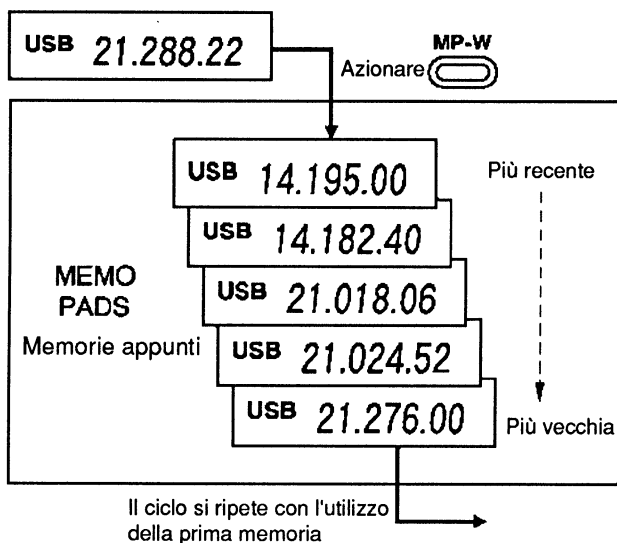 USB 21.288.22
MP-W
Azionare
USB 14.195.00
Più recente
USB 14.182.40
MEMO
PADS
USB 21.018.06
Memorie appunti
USB 21.024.52
USB 21.276.00
Più vecchia
Il ciclo si ripete con l'utilizzo
della prima memoria